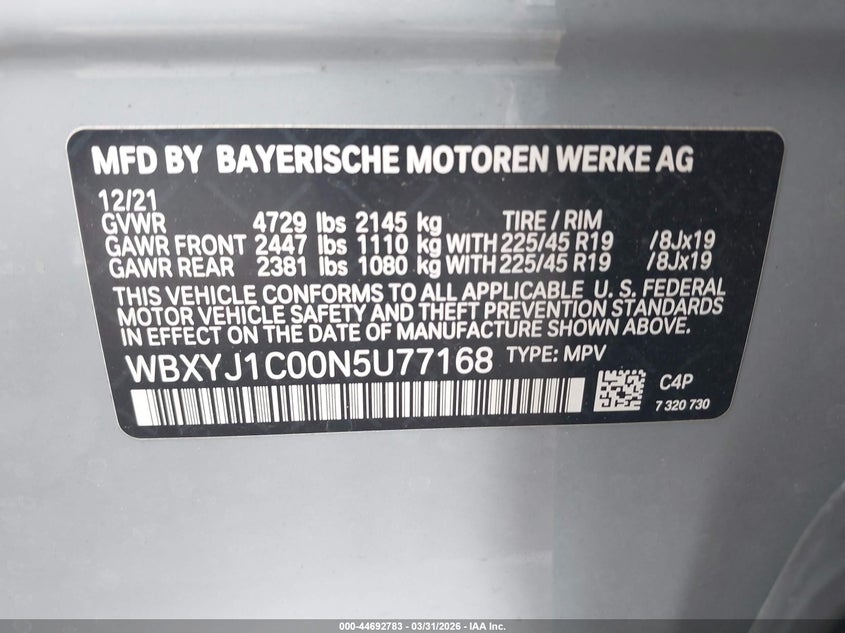 MFD BY BAYERISCHE MOTOREN WERKE AG
12/21
GVWR 4729 lbs 2145 kg TIRE / RIM
GAWR FRONT 2447 lbs 1110 kg WITH 225/45 R19 /8Jx19
GAWR REAR 2381 lbs 1080 kg WITH 225/45 R19 /8Jx19
THIS VEHICLE CONFORMS TO ALL APPLICABLE U. S. FEDERAL
MOTOR VEHICLE SAFETY AND THEFT PREVENTION STANDARDS
IN EFFECT ON THE DATE OF MANUFACTURE SHOWN ABOVE.
WBXYJ1C00N5U77168 TYPE: MPV
C4P
7 320 730
000-44692783 - 03/31/2026 - IAA Inc.